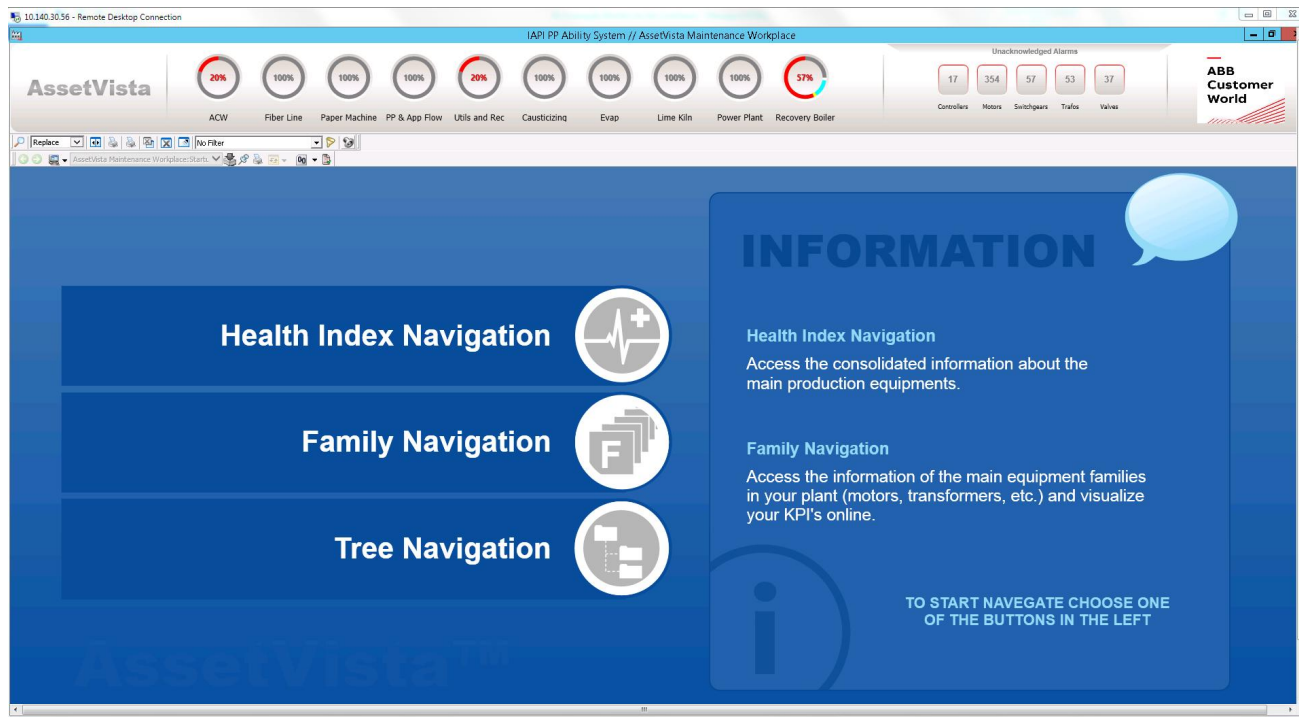 10.140.30.56 - Remote Desktop Connection
IAPI PP Ability System // AssetVista Maintenance Workplace
AssetVista
20%
100%
100%
100%
20%
100%
100%
100%
100%
57%
ACW
Fiber Line
Paper Machine
PP & App Flow
Utils and Rec
Causticizing
Evap
Lime Kiln
Power Plant
Recovery Boiler
Unacknowledged Alarms
17
354
57
53
37
Controllers
Motors
Switchgears
Trafos
Valves
ABB
Customer
World
Replace
No Filter
AssetVista Maintenance Workplace:Start:
Health Index Navigation
Family Navigation
F
Tree Navigation
AssetVista™
INFORMATION
Health Index Navigation
Access the consolidated information about the
main production equipments.
Family Navigation
Access the information of the main equipment families
in your plant (motors, transformers, etc.) and visualize
your KPI's online.
i
TO START NAVEGATE CHOOSE ONE
OF THE BUTTONS IN THE LEFT